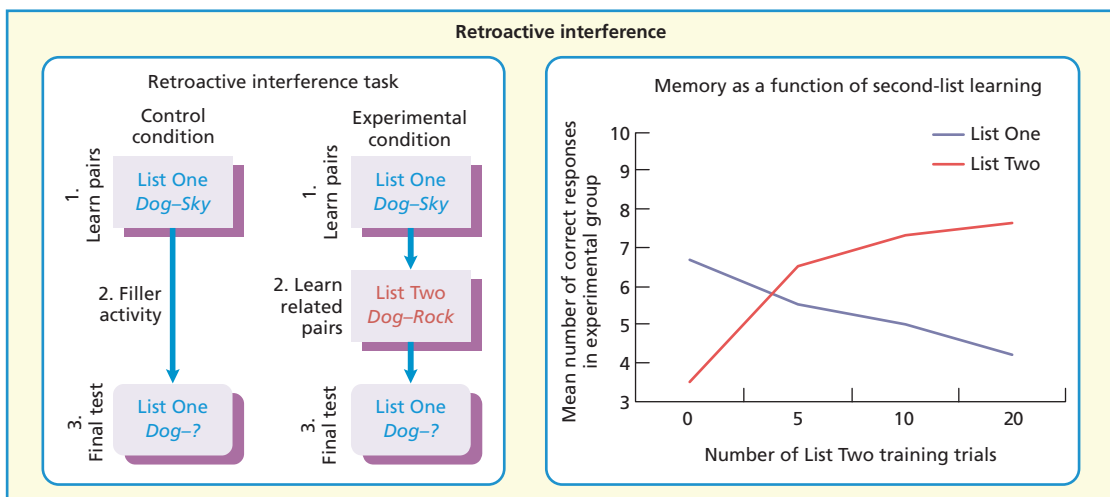 Retroactive interference
Retroactive interference task
Control
condition
Experimental
condition
1.
Learn pairs
List One
Dog–Sky
1.
Learn pairs
List One
Dog–Sky
2. Filler
activity
2. Learn
related
pairs
List Two
Dog–Rock
3.
Final test
List One
Dog–?
3.
Final test
List One
Dog–?
Memory as a function of second-list learning
Mean number of correct responses
in experimental group
10
9
8
7
6
5
4
3
List One
List Two
0 5 10 20
Number of List Two training trials